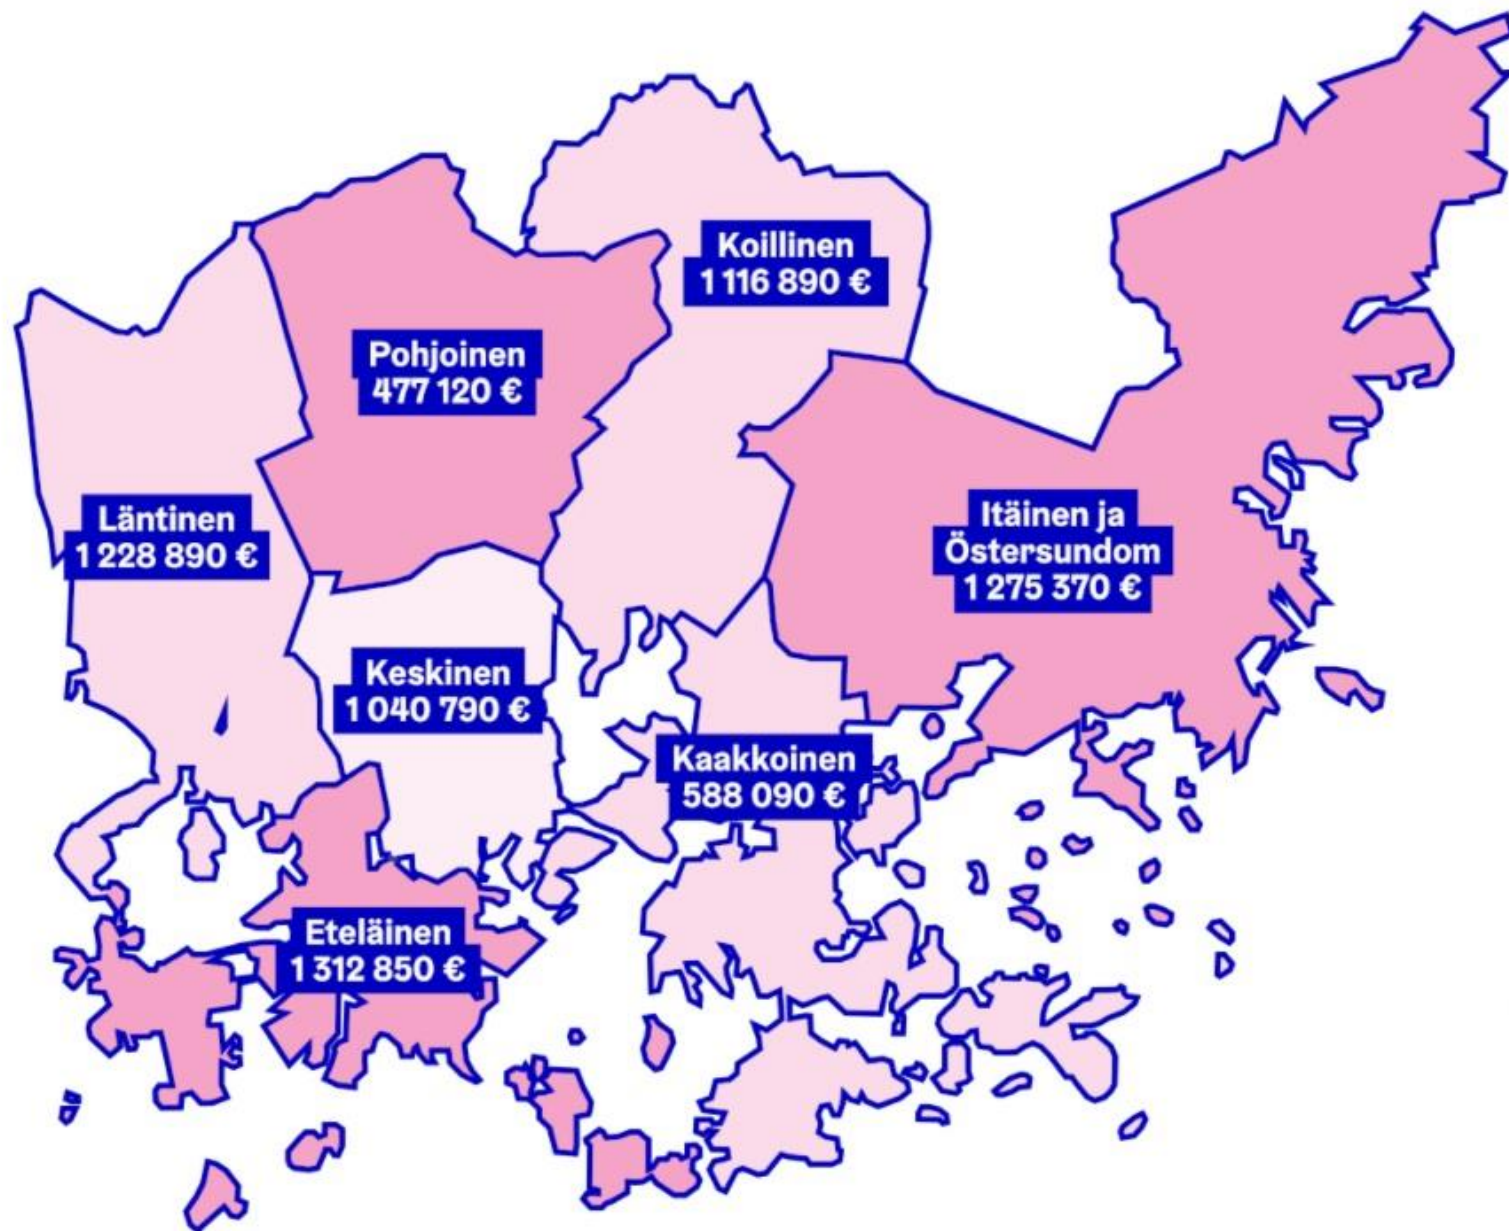 Koillinen
1 116 890 €
Pohjoinen
477 120 €
Läntinen
1 228 890 €
Itäinen ja
Östersundom
1 275 370 €
Keskinen
1 040 790 €
Kaakkoinen
588 090 €
Eteläinen
1 312 850 €